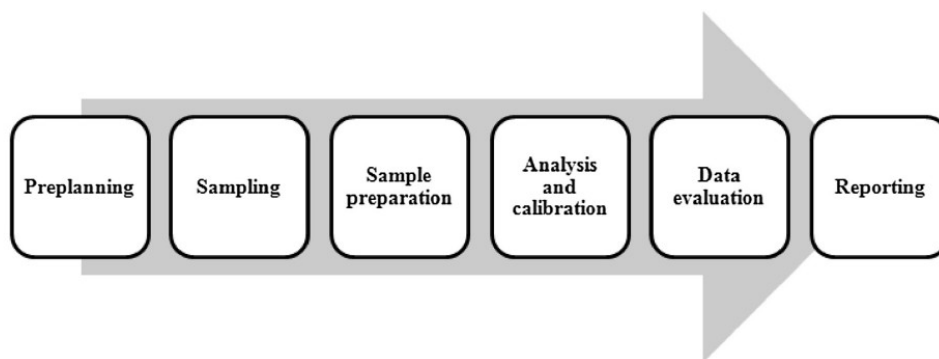 Preplanning
Sampling
Sample
preparation
Analysis
and
calibration
Data
evaluation
Reporting